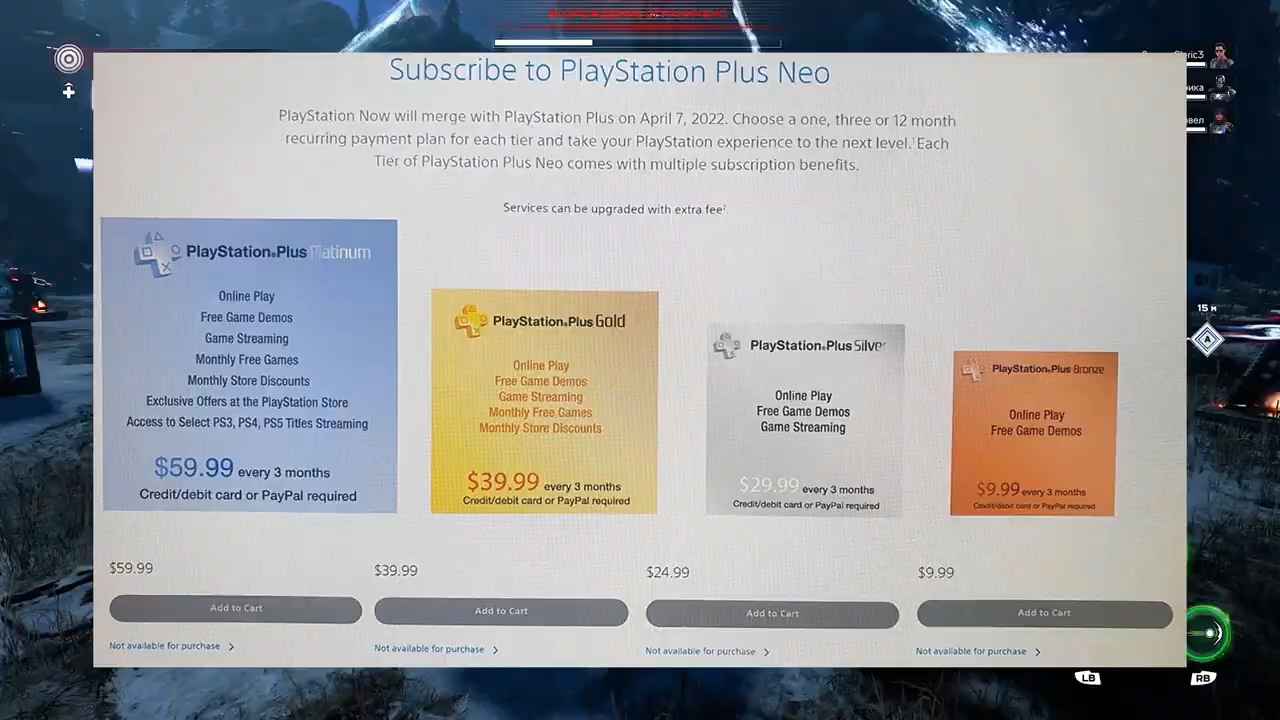 Subscribe to PlayStation Plus Neo
PlayStation Now will merge with PlayStation Plus on April 7, 2022. Choose a one, three or 12 month
recurring payment plan for each tier and take your PlayStation experience to the next level.¹ Each
Tier of PlayStation Plus Neo comes with multiple subscription benefits.
Services can be upgraded with extra fee².
PlayStation®Plus Platinum
Online Play
Free Game Demos
Game Streaming
Monthly Free Games
Monthly Store Discounts
Exclusive Offers at the PlayStation Store
Access to Select PS3, PS4, PS5 Titles Streaming
$59.99 every 3 months
Credit/debit card or PayPal required
PlayStation®Plus Gold
Online Play
Free Game Demos
Game Streaming
Monthly Free Games
Monthly Store Discounts
$39.99 every 3 months
Credit/debit card or PayPal required
PlayStation®Plus Silver
Online Play
Free Game Demos
Game Streaming
$29.99 every 3 months
Credit/debit card or PayPal required
PlayStation®Plus Bronze
Online Play
Free Game Demos
$9.99 every 3 months
Credit/debit card or PayPal required
$59.99
Add to Cart
Not available for purchase >
$39.99
Add to Cart
Not available for purchase >
$24.99
Add to Cart
Not available for purchase >
$9.99
Add to Cart
Not available for purchase >
15 м
A
LB
RB